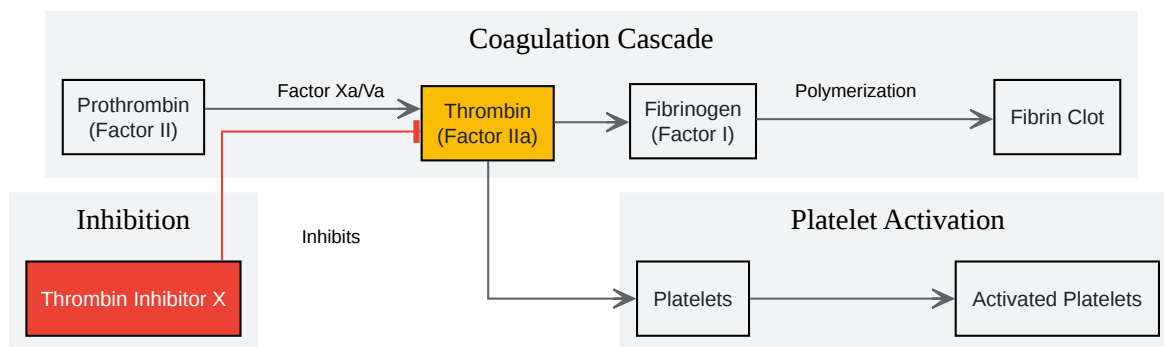 Coagulation Cascade
Prothrombin
(Factor II)
Factor Xa/Va
Thrombin
(Factor IIa)
Fibrinogen
(Factor I)
Polymerization
Fibrin Clot
Inhibition
Inhibits
Thrombin Inhibitor X
Platelet Activation
Platelets
Activated Platelets